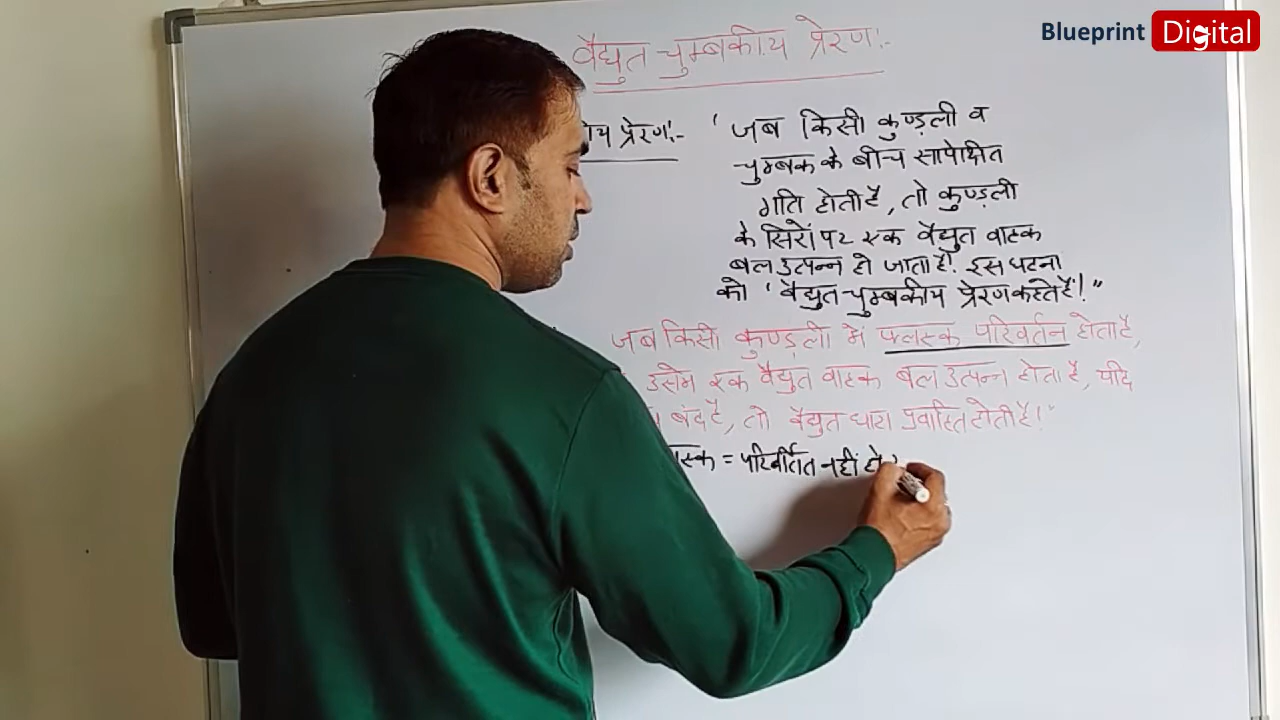 Blueprint Digital
वैद्युत चुम्बकीय प्रेरण:-
प्रेरण:- ' जब किसी कुण्डली व
चुम्बक के बीच सापेक्षित
गति होती है, तो कुण्डली
के सिरों पर एक वैद्युत वाहक
बल उत्पन्न हो जाता है! इस घटना
को ' वैद्युत चुम्बकीय प्रेरण कहते हैं!"
जब किसी कुण्डली में फ्लक्स परिवर्तन होता है,
उसमें एक वैद्युत वाहक बल उत्पन्न होता है, यदि
बंद है, तो वैद्युत धारा प्रवाहित होती है!"
= परिवर्तित नहीं हो